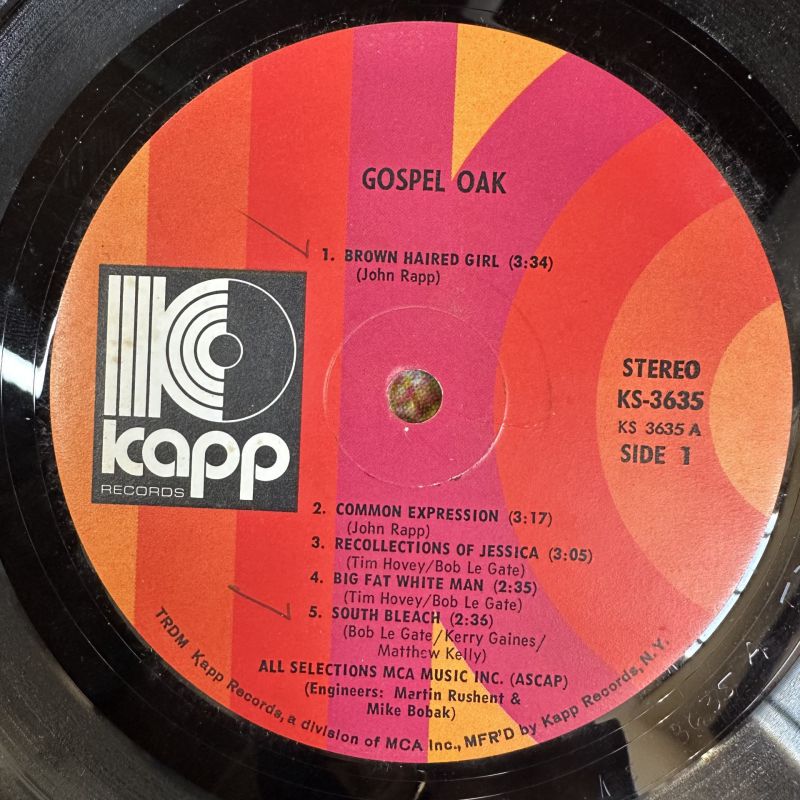 GOSPEL OAK
1. BROWN HAIRED GIRL (3:34)
(John Rapp)
kapp
RECORDS
STEREO
KS-3635
KS 3635 A
SIDE 1
2. COMMON EXPRESSION (3:17)
(John Rapp)
3. RECOLLECTIONS OF JESSICA (3:05)
(Tim Hovey/Bob Le Gate)
4. BIG FAT WHITE MAN (2:35)
(Tim Hovey/Bob Le Gate)
5. SOUTH BLEACH (2:36)
(Bob Le Gate/Kerry Gaines/
Matthew Kelly)
ALL SELECTIONS MCA MUSIC INC. (ASCAP)
(Engineers: Martin Rushent &
Mike Bobak)
TRDM Kapp Records, a division of MCA Inc., MFR'D by Kapp Records, N.Y.
3635 A